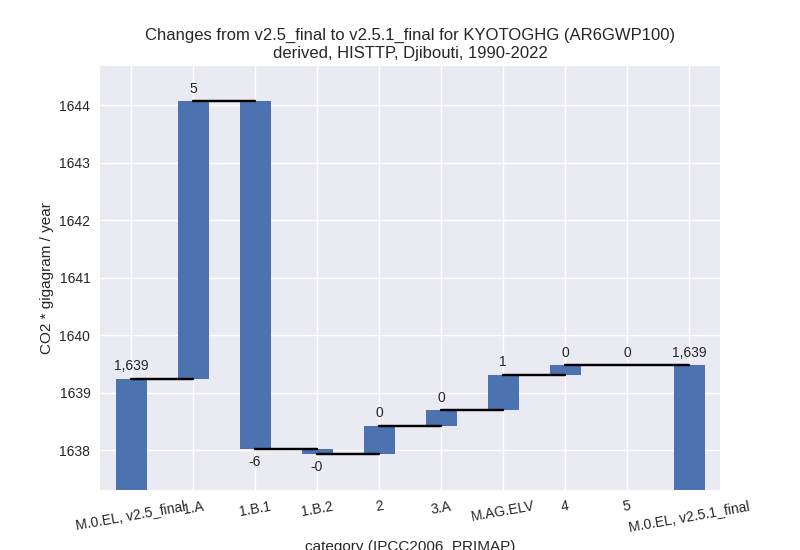 Changes from v2.5_final to v2.5.1_final for KYOTOGHG (AR6GWP100)
derived, HISTTP, Djibouti, 1990-2022
CO2 * gigagram / year
1644
1643
1642
1641
1640
1639
1638
1,639
5
-6
-0
0
0
1
0
0
1,639
M.0.EL, v2.5_final
1.A
1.B.1
1.B.2
2
3.A
M.AG.ELV
4
5
M.0.EL, v2.5.1_final
category (IPCC2006_PRIMAP)